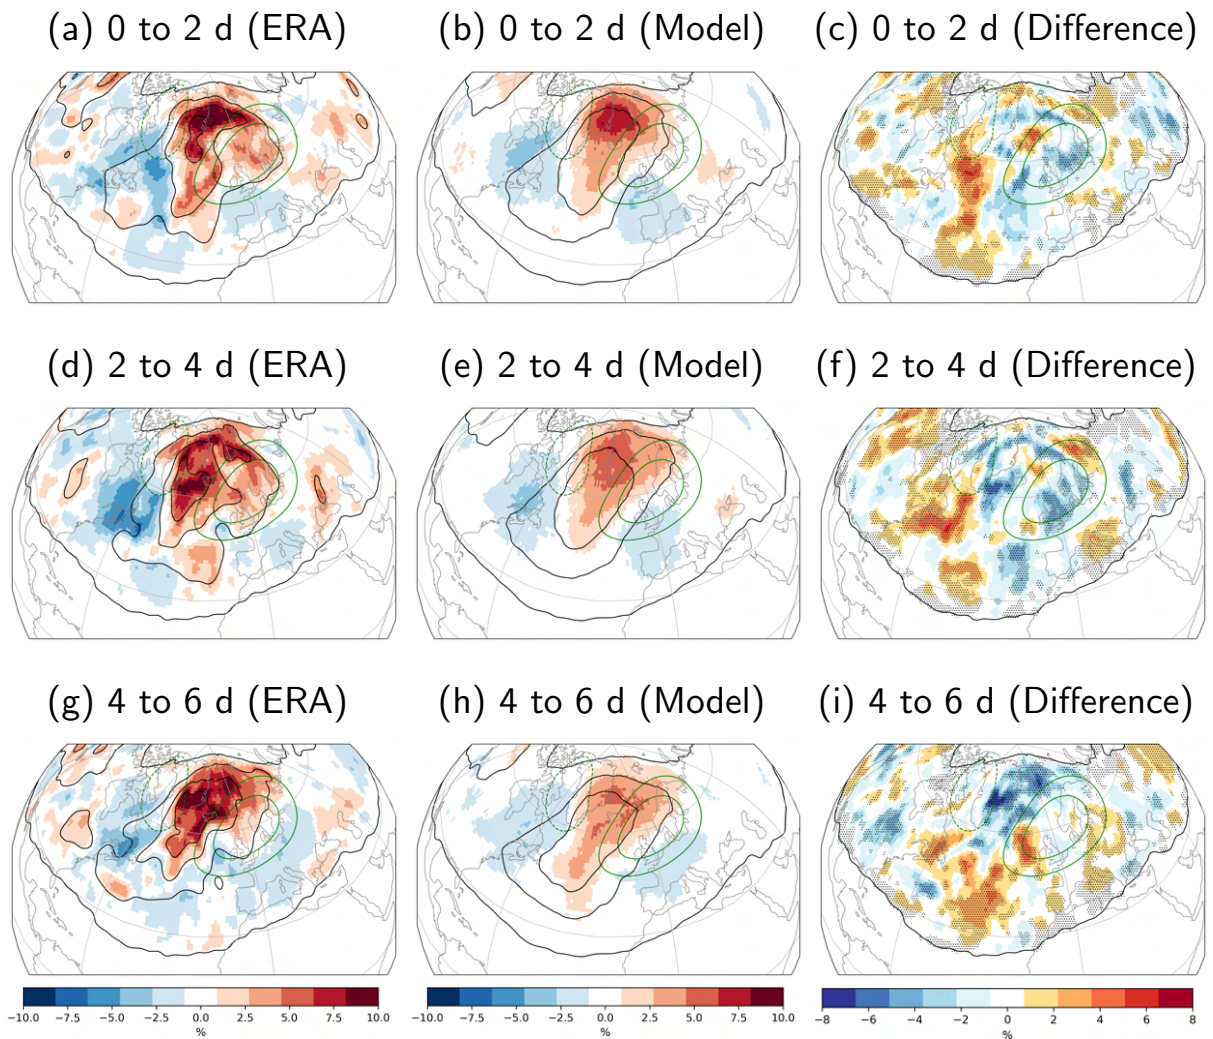 (a) 0 to 2 d (ERA) (b) 0 to 2 d (Model) (c) 0 to 2 d (Difference)
(d) 2 to 4 d (ERA) (e) 2 to 4 d (Model) (f) 2 to 4 d (Difference)
(g) 4 to 6 d (ERA) (h) 4 to 6 d (Model) (i) 4 to 6 d (Difference)
−10.0 −7.5 −5.0 −2.5 0.0 2.5 5.0 7.5 10.0 −10.0 −7.5 −5.0 −2.5 0.0 2.5 5.0 7.5 10.0 −8 −6 −4 −2 0 2 4 6 8
% % %